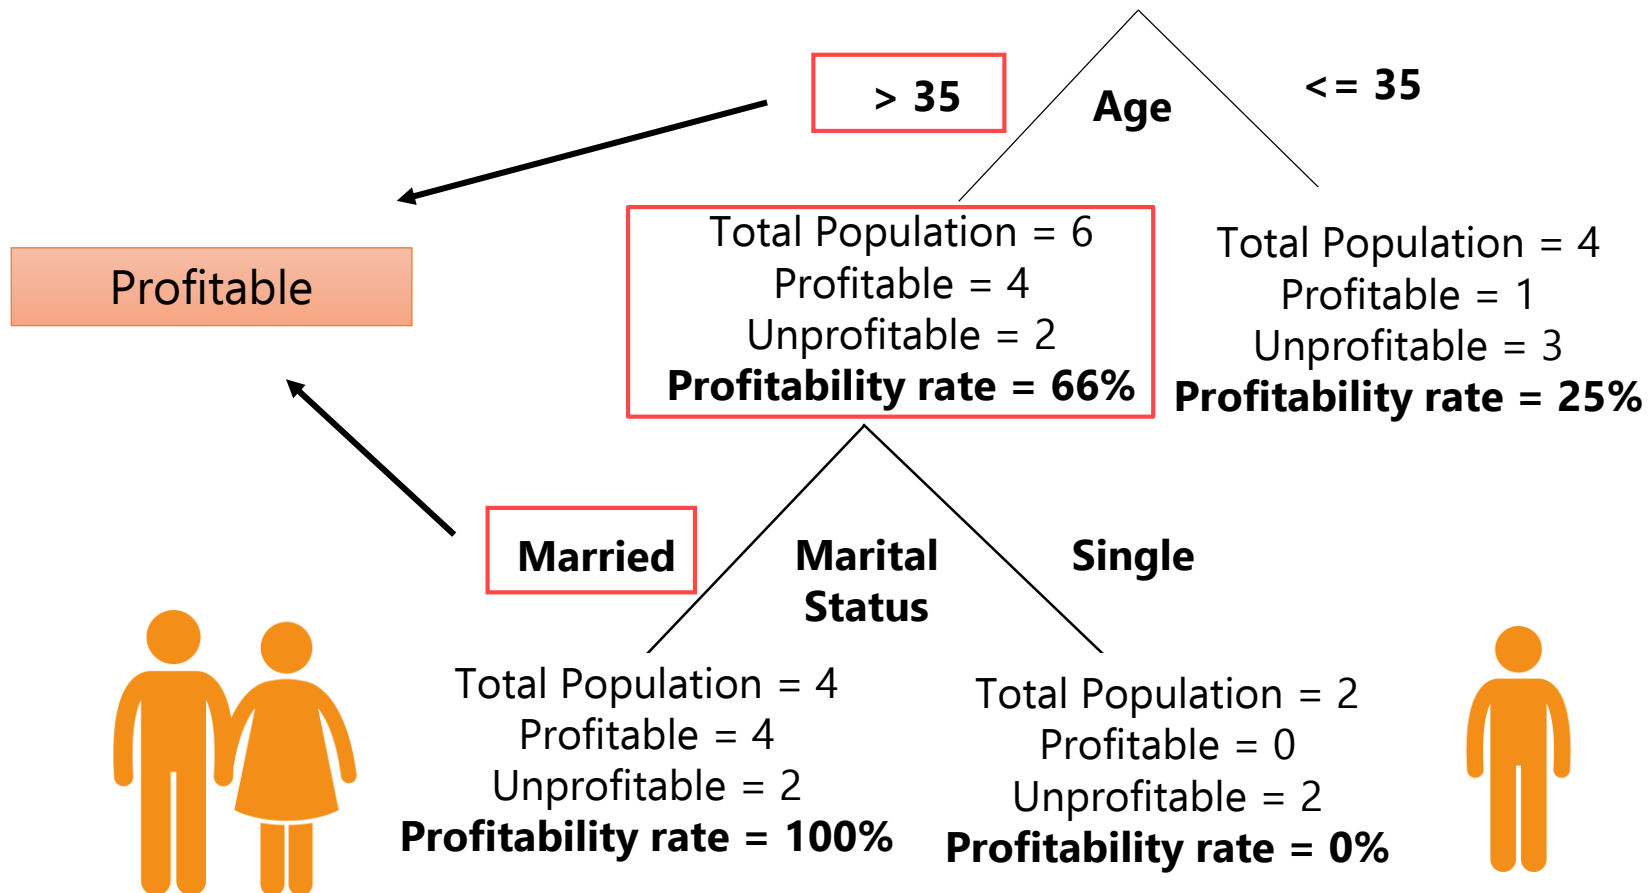 > 35
Age
<= 35
Profitable
Total Population = 6
Profitable = 4
Unprofitable = 2
Profitability rate = 66%
Total Population = 4
Profitable = 1
Unprofitable = 3
Profitability rate = 25%
Married
Marital
Status
Single
Total Population = 4
Profitable = 4
Unprofitable = 2
Profitability rate = 100%
Total Population = 2
Profitable = 0
Unprofitable = 2
Profitability rate = 0%